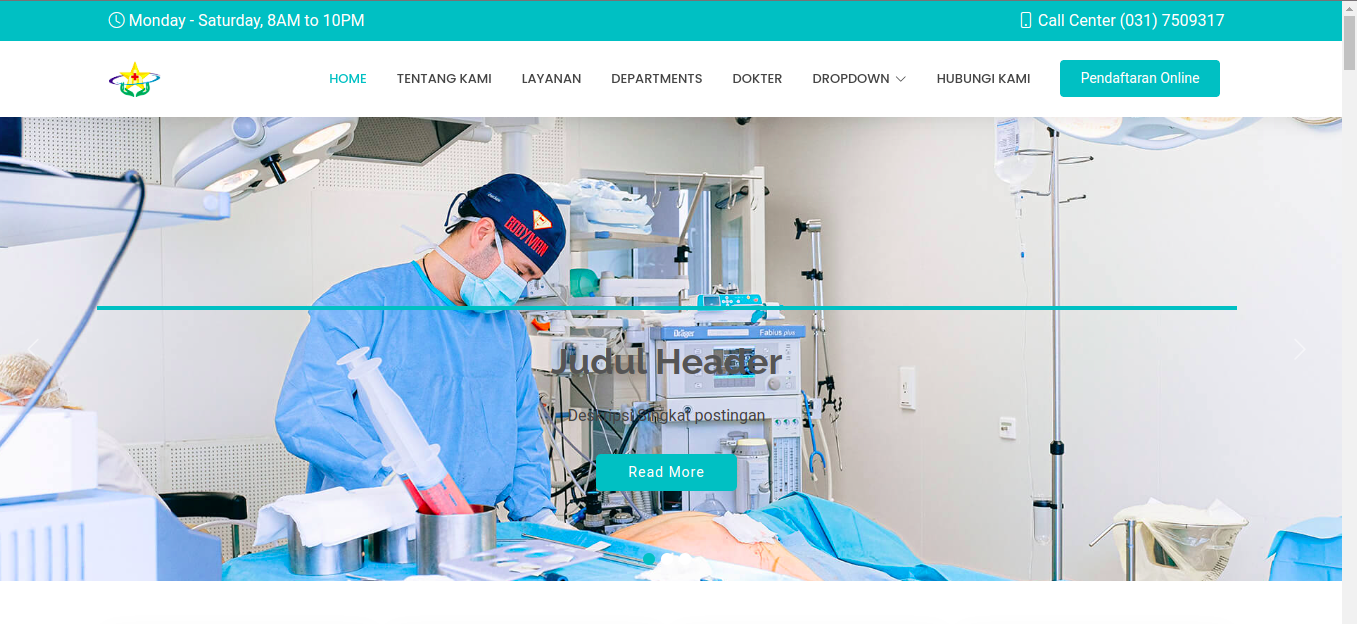 Monday - Saturday, 8AM to 10PM
Call Center (031) 7509317
HOME TENTANG KAMI LAYANAN DEPARTMENTS DOKTER DROPDOWN HUBUNGI KAMI Pendaftaran Online
BODYMAN
Dräger
Fabius plus
Judul Header
Deskripsi Singkat postingan
Read More